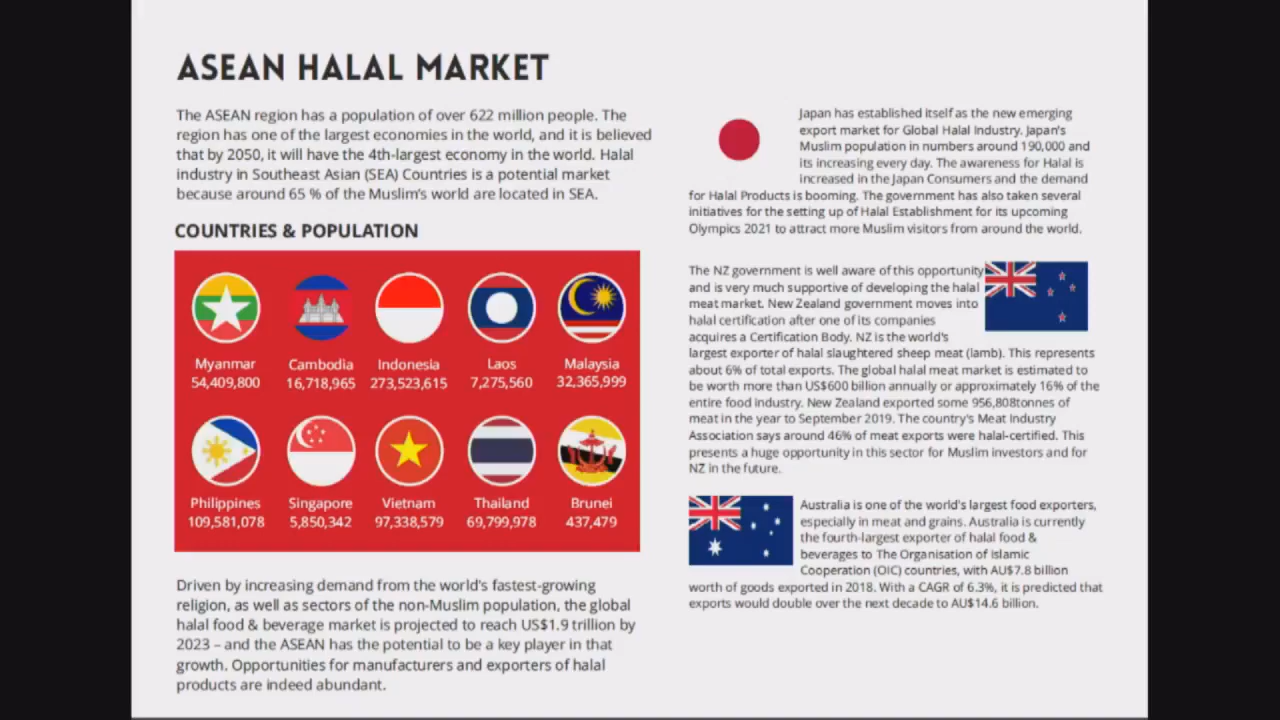 ASEAN HALAL MARKET
The ASEAN region has a population of over 622 million people. The
region has one of the largest economies in the world, and it is believed
that by 2050, it will have the 4th-largest economy in the world. Halal
industry in Southeast Asian (SEA) Countries is a potential market
because around 65 % of the Muslim's world are located in SEA.
COUNTRIES & POPULATION
Myanmar
54,409,800
Cambodia
16,718,965
Indonesia
273,523,615
Laos
7,275,560
Malaysia
32,365,999
Philippines
109,581,078
Singapore
5,850,342
Vietnam
97,338,579
Thailand
69,799,978
Brunei
437,479
Driven by increasing demand from the world's fastest-growing
religion, as well as sectors of the non-Muslim population, the global
halal food & beverage market is projected to reach US$1.9 trillion by
2023 – and the ASEAN has the potential to be a key player in that
growth. Opportunities for manufacturers and exporters of halal
products are indeed abundant.
Japan has established itself as the new emerging
export market for Global Halal Industry. Japan's
Muslim population in numbers around 190,000 and
its increasing every day. The awareness for Halal is
increased in the Japan Consumers and the demand
for Halal Products is booming. The government has also taken several
initiatives for the setting up of Halal Establishment for its upcoming
Olympics 2021 to attract more Muslim visitors from around the world.
The NZ government is well aware of this opportunity
and is very much supportive of developing the halal
meat market. New Zealand government moves into
halal certification after one of its companies
acquires a Certification Body. NZ is the world's
largest exporter of halal slaughtered sheep meat (lamb). This represents
about 6% of total exports. The global halal meat market is estimated to
be worth more than US$600 billion annually or approximately 16% of the
entire food industry. New Zealand exported some 956,808tonnes of
meat in the year to September 2019. The country's Meat Industry
Association says around 46% of meat exports were halal-certified. This
presents a huge opportunity in this sector for Muslim investors and for
NZ in the future.
Australia is one of the world's largest food exporters,
especially in meat and grains. Australia is currently
the fourth-largest exporter of halal food &
beverages to The Organisation of Islamic
Cooperation (OIC) countries, with AU$7.8 billion
worth of goods exported in 2018. With a CAGR of 6.3%, it is predicted that
exports would double over the next decade to AU$14.6 billion.